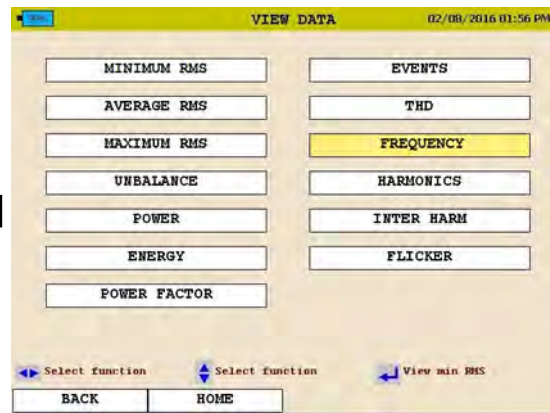 VIEW DATA 02/08/2016 01:56 PM
MINIMUM RMS EVENTS
AVERAGE RMS THD
MAXIMUM RMS FREQUENCY
UNBALANCE HARMONICS
POWER INTER HARM
ENERGY FLICKER
POWER FACTOR
Select function Select function View min RMS
BACK HOME